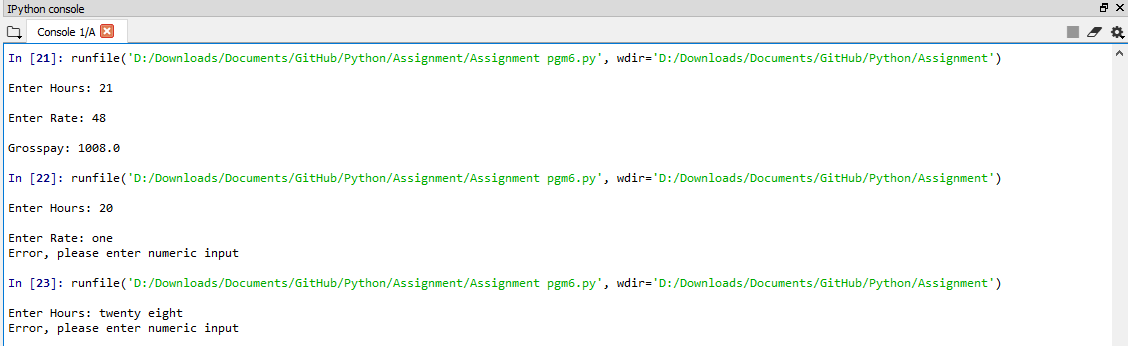 IPython console
Console 1/A
In [21]: runfile('D:/Downloads/Documents/GitHub/Python/Assignment/Assignment pgm6.py', wdir='D:/Downloads/Documents/GitHub/Python/Assignment')
Enter Hours: 21
Enter Rate: 48
Grosspay: 1008.0
In [22]: runfile('D:/Downloads/Documents/GitHub/Python/Assignment/Assignment pgm6.py', wdir='D:/Downloads/Documents/GitHub/Python/Assignment')
Enter Hours: 20
Enter Rate: one
Error, please enter numeric input
In [23]: runfile('D:/Downloads/Documents/GitHub/Python/Assignment/Assignment pgm6.py', wdir='D:/Downloads/Documents/GitHub/Python/Assignment')
Enter Hours: twenty eight
Error, please enter numeric input